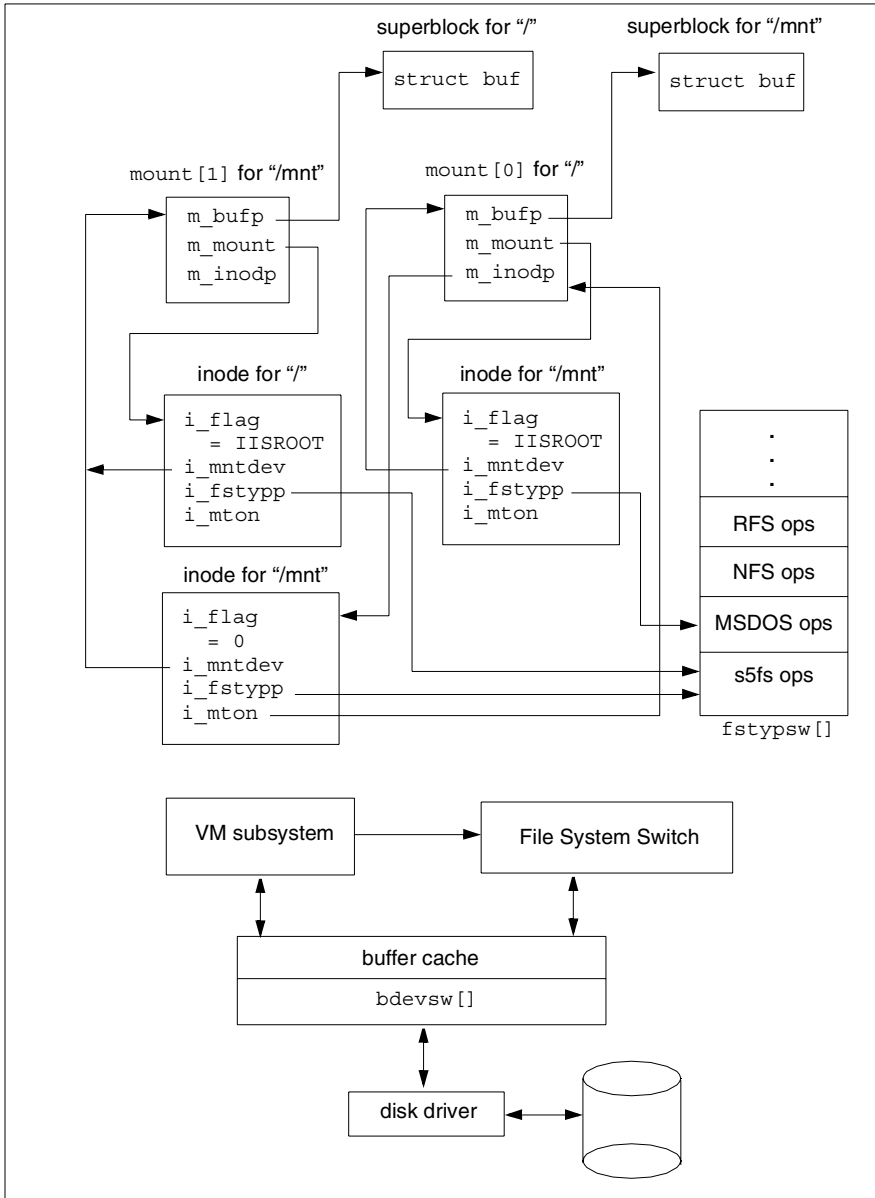 superblock for “/”
superblock for “/mnt”
struct buf
struct buf
mount[1] for “/mnt”
mount[0] for “/”
m_bufp
m_mount
m_inodp
m_bufp
m_mount
m_inodp
inode for “/”
inode for “/mnt”
i_flag
= IISROOT
i_mntdev
i_fstypp
i_mton
i_flag
= IISROOT
i_mntdev
i_fstypp
i_mton
.
.
.
RFS ops
NFS ops
MSDOS ops
s5fs ops
fstypsw[]
inode for “/mnt”
i_flag
= 0
i_mntdev
i_fstypp
i_mton
VM subsystem
File System Switch
buffer cache
bdevsw[]
disk driver